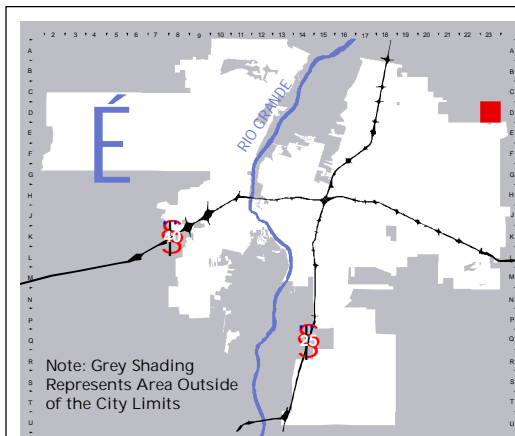 2 3 4 5 6 7 8 9 10 11 12 13 14 15 16 17 18 19 20 21 22 23
A A
B B
C C
D D
E E
F F
G G
H H
J J
K K
L L
M M
N N
P P
Q Q
R R
S S
T T
U U
É
RIO GRANDE
40
25
Note: Grey Shading
Represents Area Outside
of the City Limits